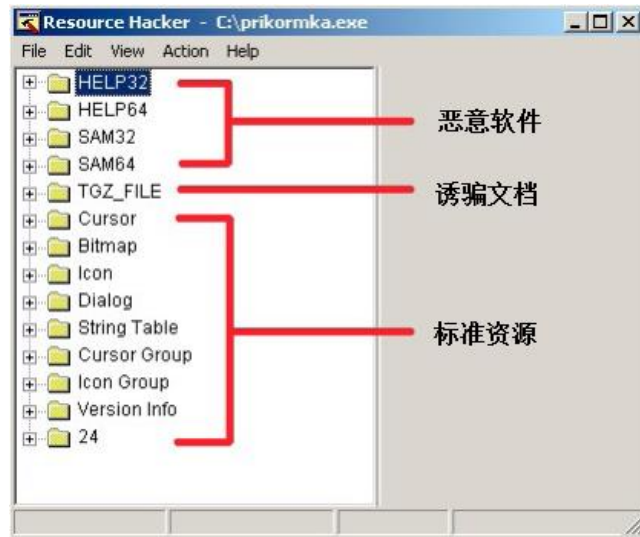 Resource Hacker - C:\prikormka.exe
File Edit View Action Help
HELP32
HELP64
SAM32
SAM64
TGZ_FILE
Cursor
Bitmap
Icon
Dialog
String Table
Cursor Group
Icon Group
Version Info
24
恶意软件
诱骗文档
标准资源